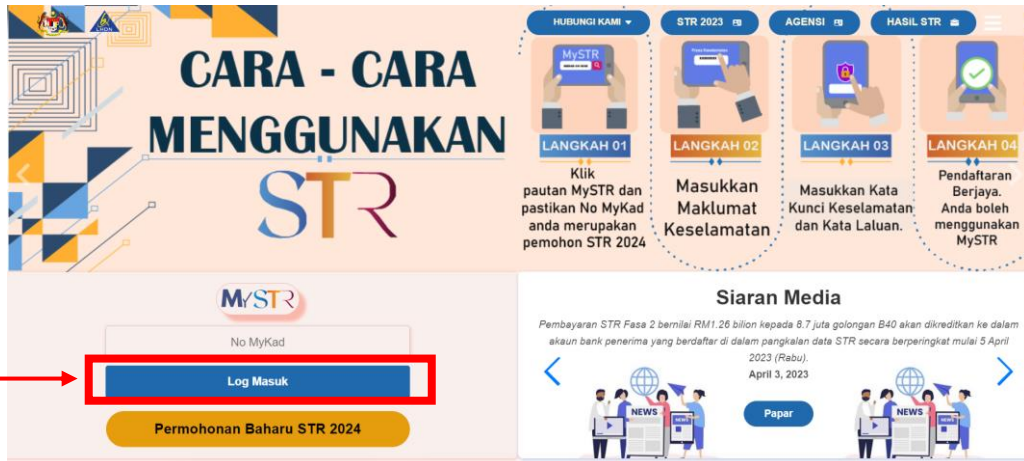 LHDN
HUBUNGI KAMI
STR 2023
AGENSI
HASIL STR
CARA - CARA
MENGGUNAKAN
STR
MySTR
LANGKAH 01
Klik
pautan MySTR dan
pastikan No MyKad
anda merupakan
pemohon STR 2024
LANGKAH 02
Masukkan
Maklumat
Keselamatan
LANGKAH 03
Masukkan Kata
Kunci Keselamatan
dan Kata Laluan.
LANGKAH 04
Pendaftaran
Berjaya.
Anda boleh
menggunakan
MySTR
MYSTR
No MyKad
Log Masuk
Permohonan Baharu STR 2024
Siaran Media
Pembayaran STR Fasa 2 bernilai RM1.26 bilion kepada 8.7 juta golongan B40 akan dikreditkan ke dalam
akaun bank penerima yang berdaftar di dalam pangkalan data STR secara berperingkat mulai 5 April
2023 (Rabu).
April 3, 2023
NEWS
NEWS
Papar
NEWS
NEWS